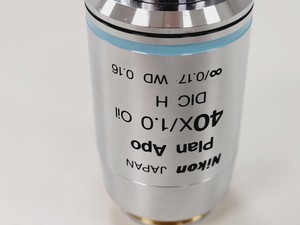 Nikon JAPAN
Plan Apo
40X/1.0 Oil
DIC H
∞/0.17 WD 0.16